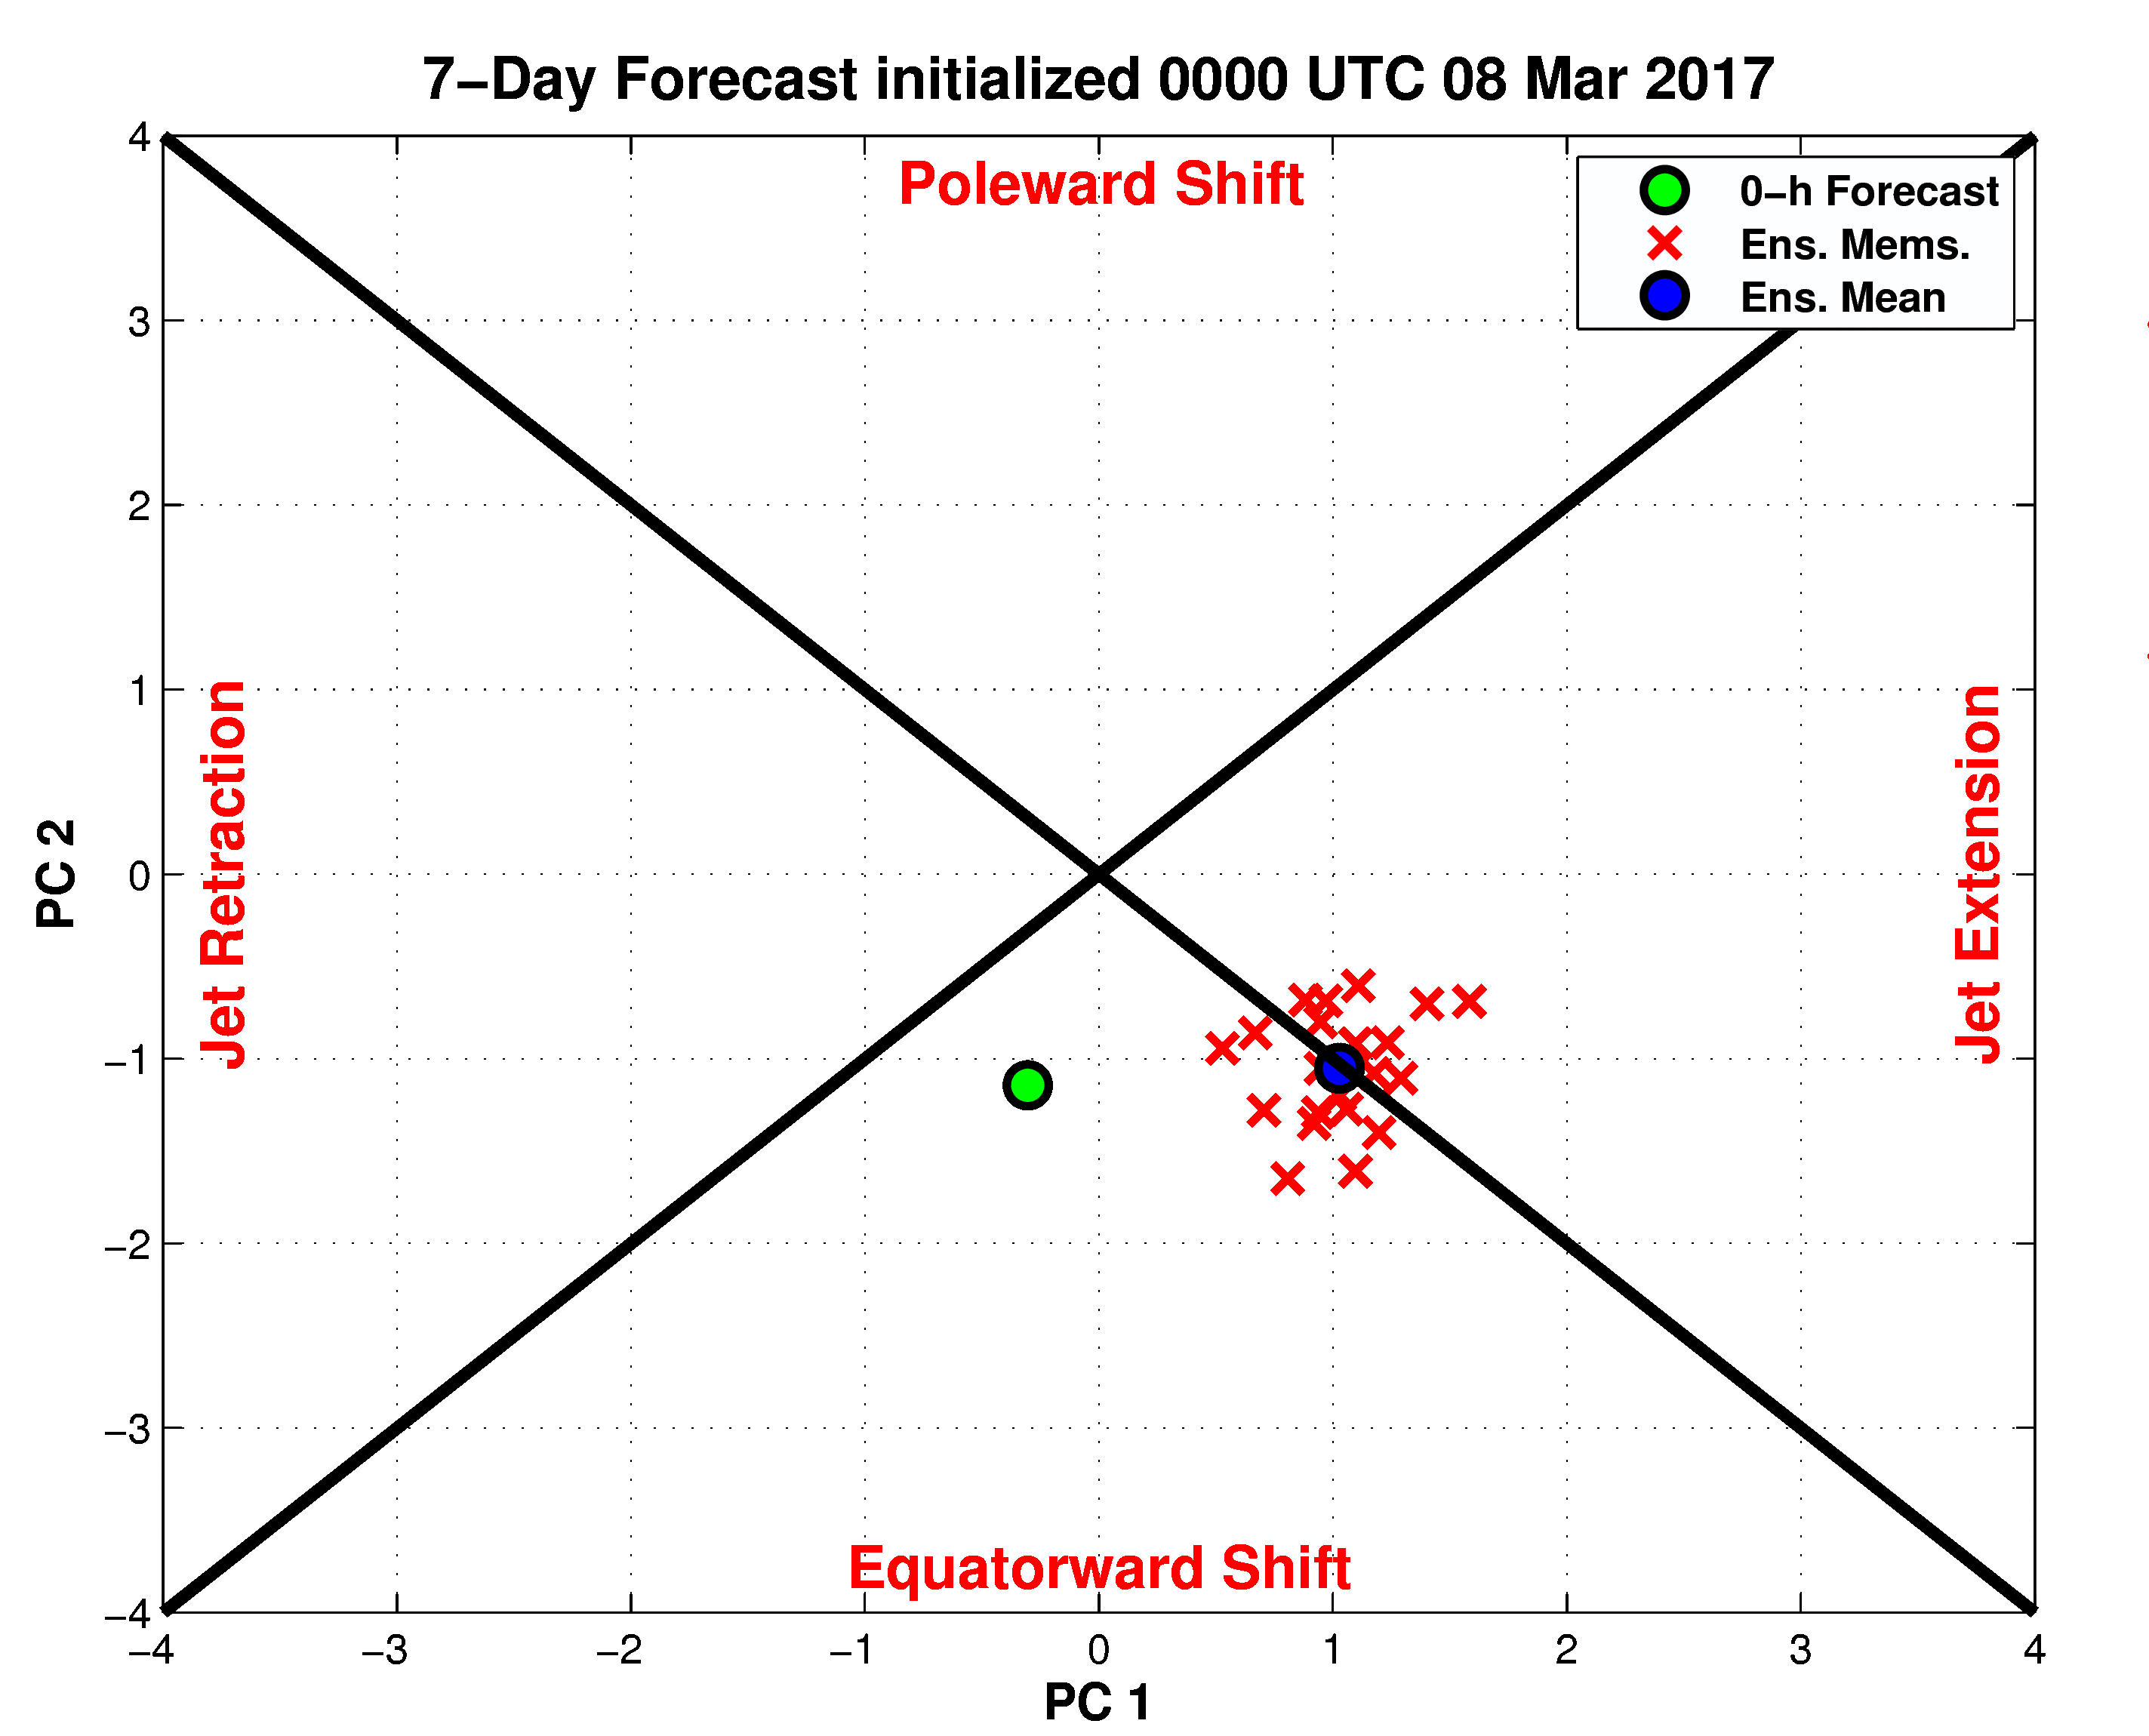 7−Day Forecast initialized 0000 UTC 08 Mar 2017
Poleward Shift
0−h Forecast
Ens. Mems.
Ens. Mean
Jet Retraction
Jet Extension
Equatorward Shift
4
3
2
1
0
−1
−2
−3
−4
PC 2
−4
−3
−2
−1
0
1
2
3
4
PC 1